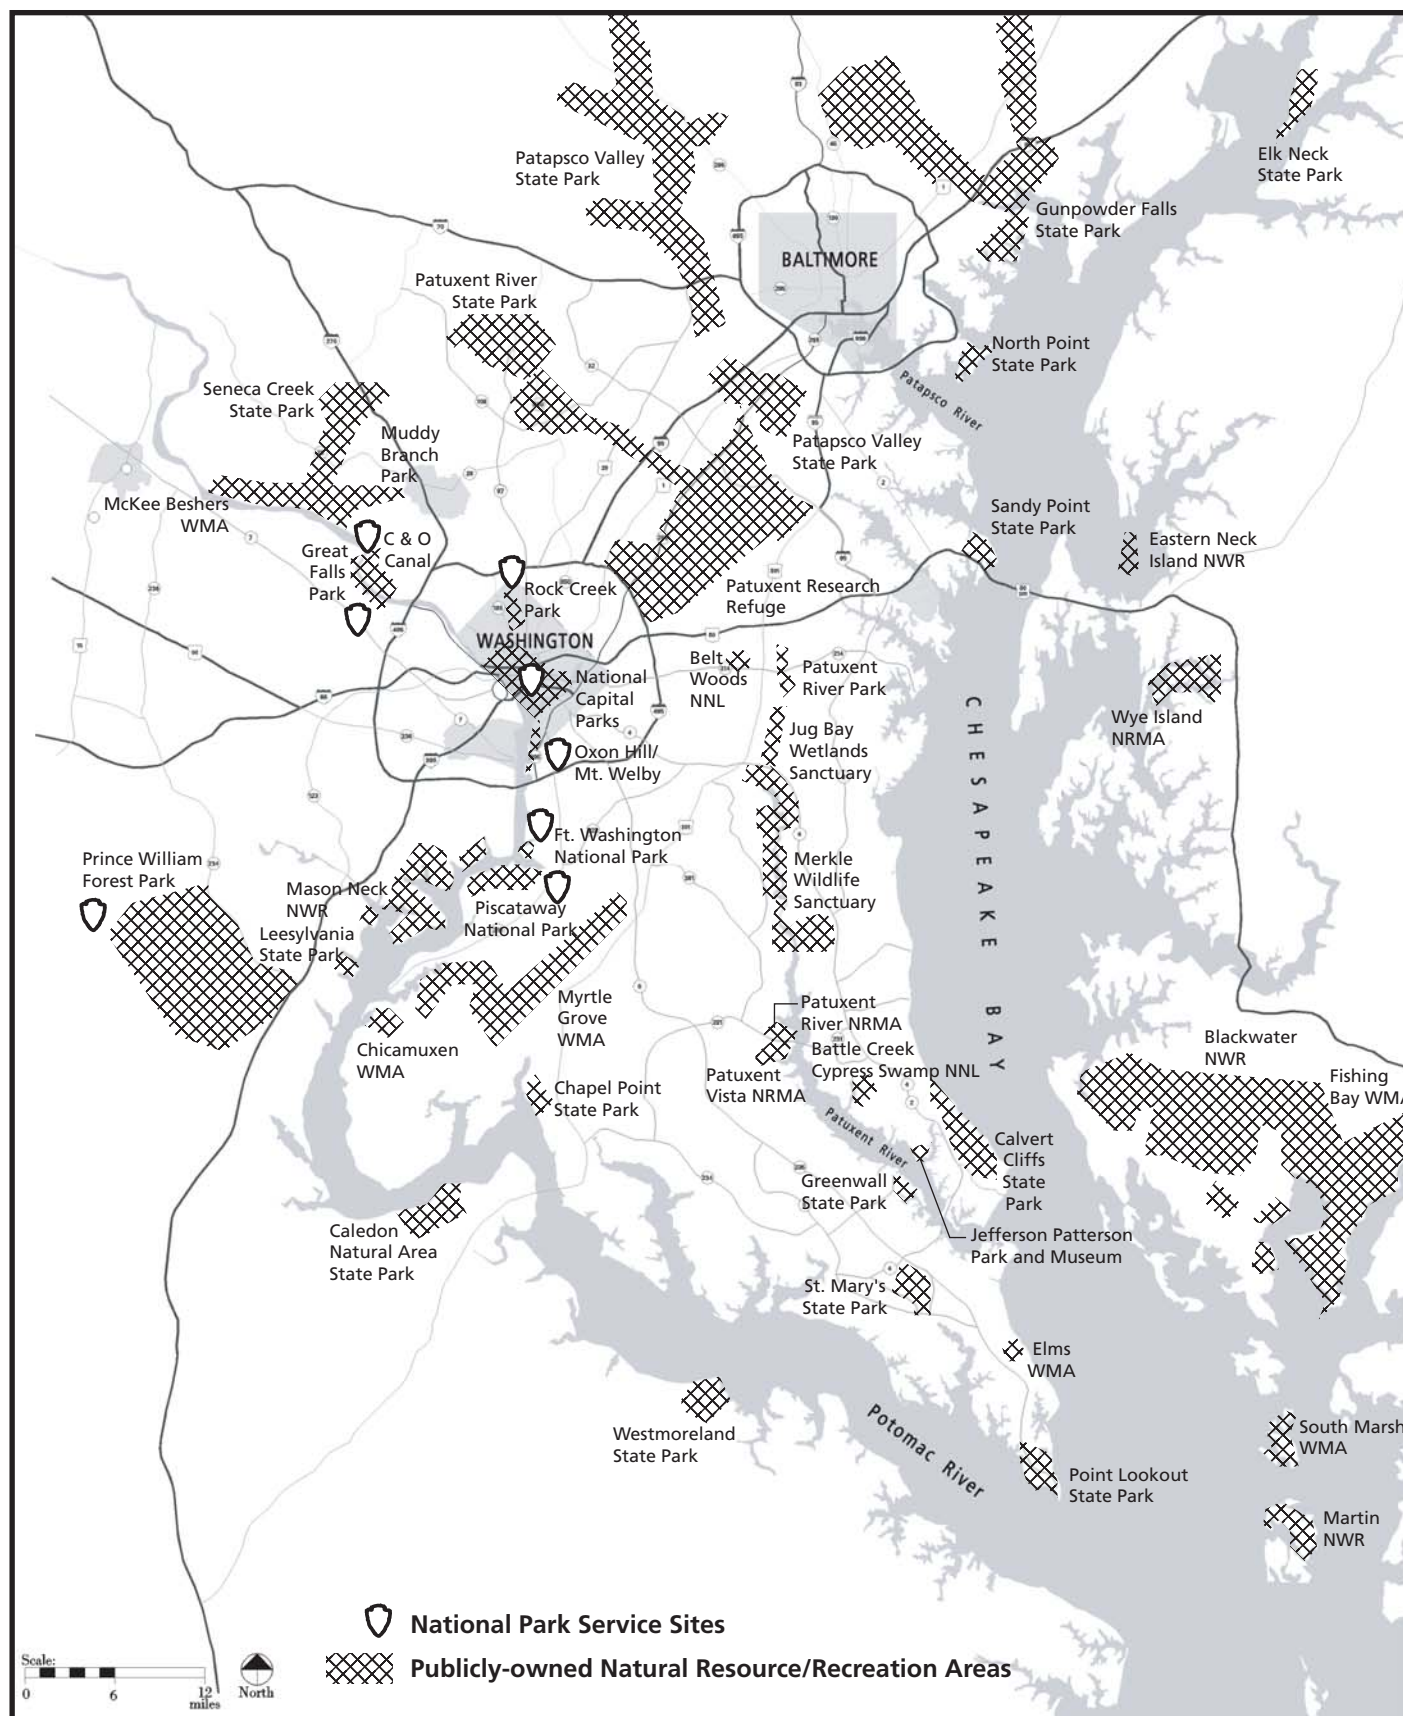 Patapsco Valley
State Park
Elk Neck
State Park
Gunpowder Falls
State Park
BALTIMORE
Patuxent River
State Park
North Point
State Park
Seneca Creek
State Park
Patapsco River
Muddy
Branch
Park
Patapsco Valley
State Park
McKee Beshers
WMA
Sandy Point
State Park
C & O
Canal
Great
Falls
Park
Eastern Neck
Island NWR
Rock Creek
Park
Patuxent Research
Refuge
WASHINGTON
Belt
Woods
NNL
Patuxent
River Park
National
Capital
Parks
CHESAPEAKE BAY
Wye Island
NRMA
Jug Bay
Wetlands
Sanctuary
Oxon Hill/
Mt. Welby
Ft. Washington
National Park
Prince William
Forest Park
Merkle
Wildlife
Sanctuary
Mason Neck
NWR
Piscataway
National Park
Leesylvania
State Park
Myrtle
Grove
WMA
Patuxent
River NRMA
Chicamuxen
WMA
Battle Creek
Cypress Swamp NNL
Blackwater
NWR
Patuxent
Vista NRMA
Fishing
Bay WMA
Chapel Point
State Park
Patuxent River
Calvert
Cliffs
State
Park
Greenwall
State Park
Caledon
Natural Area
State Park
Jefferson Patterson
Park and Museum
St. Mary's
State Park
Elms
WMA
Westmoreland
State Park
Potomac River
South Marsh
WMA
Point Lookout
State Park
Martin
NWR
National Park Service Sites
Publicly-owned Natural Resource/Recreation Areas
Scale:
0 6 12
miles
North